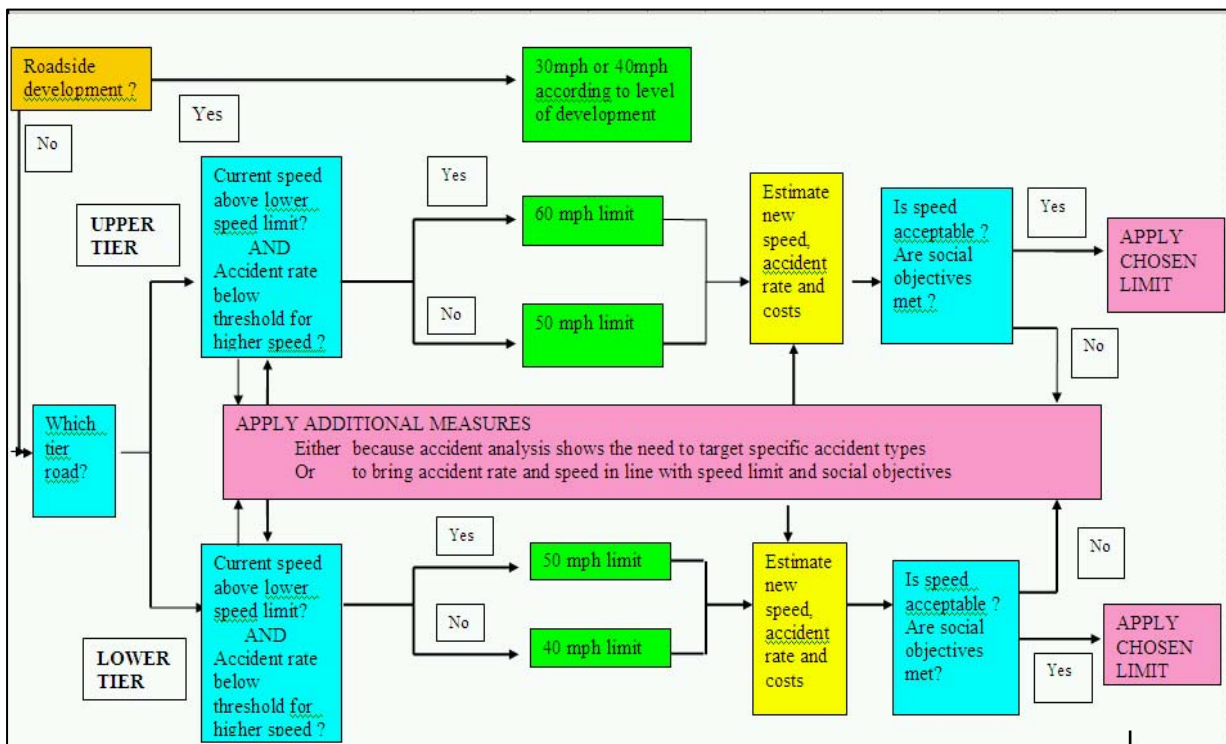 Roadside
development ?
Yes
No
30mph or 40mph
according to level
of development
UPPER
TIER
Current speed
above lower
speed limit?
AND
Accident rate
below
threshold for
higher speed ?
Yes
No
60 mph limit
50 mph limit
Estimate
new
speed,
accident
rate and
costs
Is speed
acceptable ?
Are social
objectives
met ?
Yes
No
APPLY
CHOSEN
LIMIT
Which
tier
road?
APPLY ADDITIONAL MEASURES
Either because accident analysis shows the need to target specific accident types
Or to bring accident rate and speed in line with speed limit and social objectives
LOWER
TIER
Current speed
above lower
speed limit?
AND
Accident rate
below
threshold for
higher speed ?
Yes
No
50 mph limit
40 mph limit
Estimate
new
speed,
accident
rate and
costs
Is speed
acceptable ?
Are social
objectives
met?
No
Yes
APPLY
CHOSEN
LIMIT